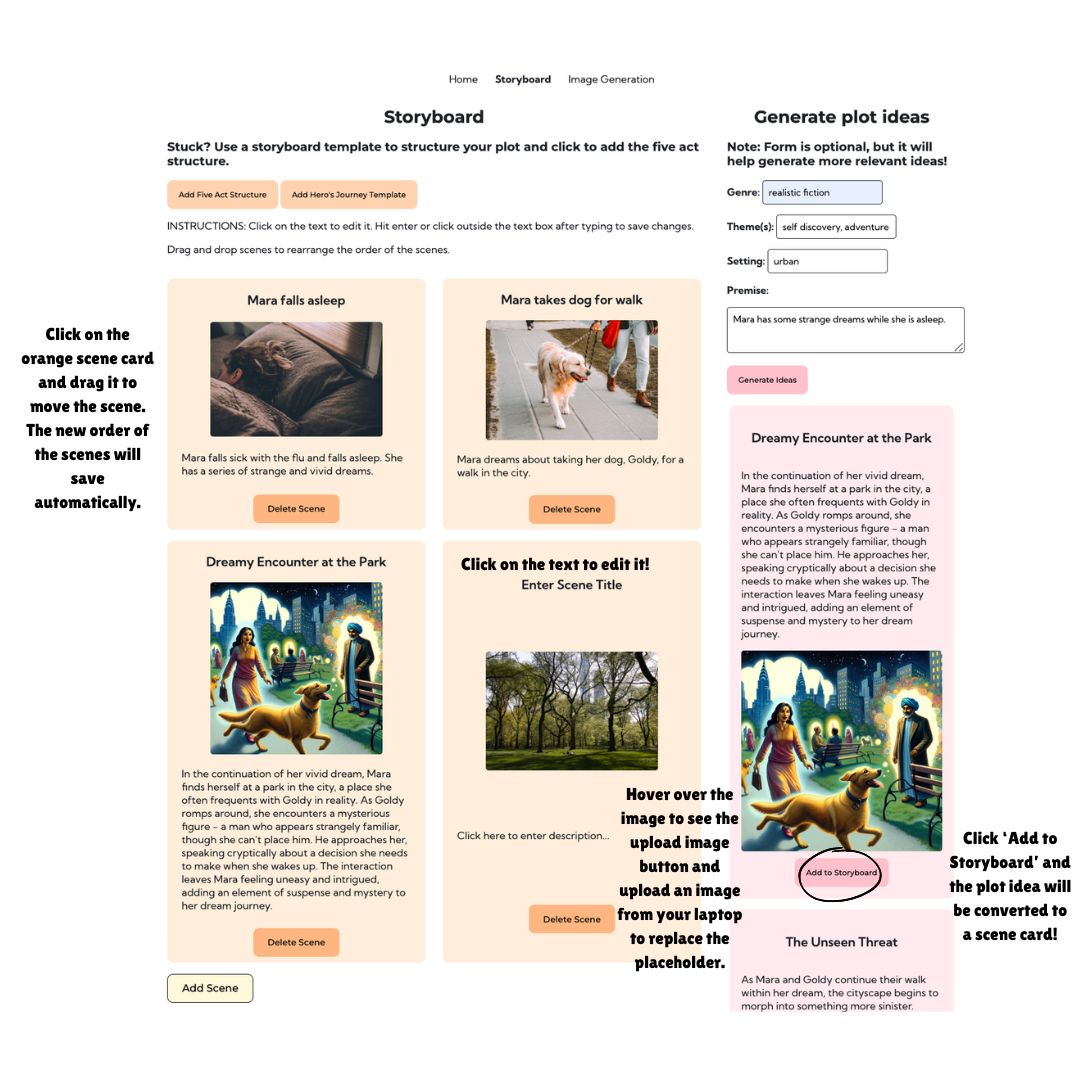 Home Storyboard Image Generation
Storyboard
Stuck? Use a storyboard template to structure your plot and click to add the five act
structure.
Add Five Act Structure Add Hero's Journey Template
INSTRUCTIONS: Click on the text to edit it. Hit enter or click outside the text box after typing to save changes.
Drag and drop scenes to rearrange the order of the scenes.
Click on the
orange scene card
and drag it to
move the scene.
The new order of
the scenes will
save
automatically.
Mara falls asleep
Mara falls sick with the flu and falls asleep. She
has a series of strange and vivid dreams.
Delete Scene
Mara takes dog for walk
Mara dreams about taking her dog, Goldy, for a
walk in the city.
Delete Scene
Dreamy Encounter at the Park
In the continuation of her vivid dream, Mara
finds herself at a park in the city, a place she
often frequents with Goldy in reality. As Goldy
romps around, she encounters a mysterious
figure - a man who appears strangely familiar,
though she can't place him. He approaches her,
speaking cryptically about a decision she needs
to make when she wakes up. The interaction
leaves Mara feeling uneasy and intrigued,
adding an element of suspense and mystery to
her dream journey.
Delete Scene
Click on the text to edit it!
Enter Scene Title
Click here to enter description...
Delete Scene
Hover over the
image to see the
upload image
button and
upload an image
from your laptop
to replace the
placeholder.
Add Scene
Generate plot ideas
Note: Form is optional, but it will
help generate more relevant ideas!
Genre: realistic fiction
Theme(s): self discovery, adventure
Setting: urban
Premise:
Mara has some strange dreams while she is asleep.
Generate Ideas
Dreamy Encounter at the Park
In the continuation of her vivid dream,
Mara finds herself at a park in the city, a
place she often frequents with Goldy in
reality. As Goldy romps around, she
encounters a mysterious figure - a man
who appears strangely familiar, though
she can't place him. He approaches her,
speaking cryptically about a decision she
needs to make when she wakes up. The
interaction leaves Mara feeling uneasy
and intrigued, adding an element of
suspense and mystery to her dream
journey.
Add to Storyboard
Click 'Add to
Storyboard' and
the plot idea will
be converted to
a scene card!
The Unseen Threat
As Mara and Goldy continue their walk
within her dream, the cityscape begins to
morph into something more sinister.